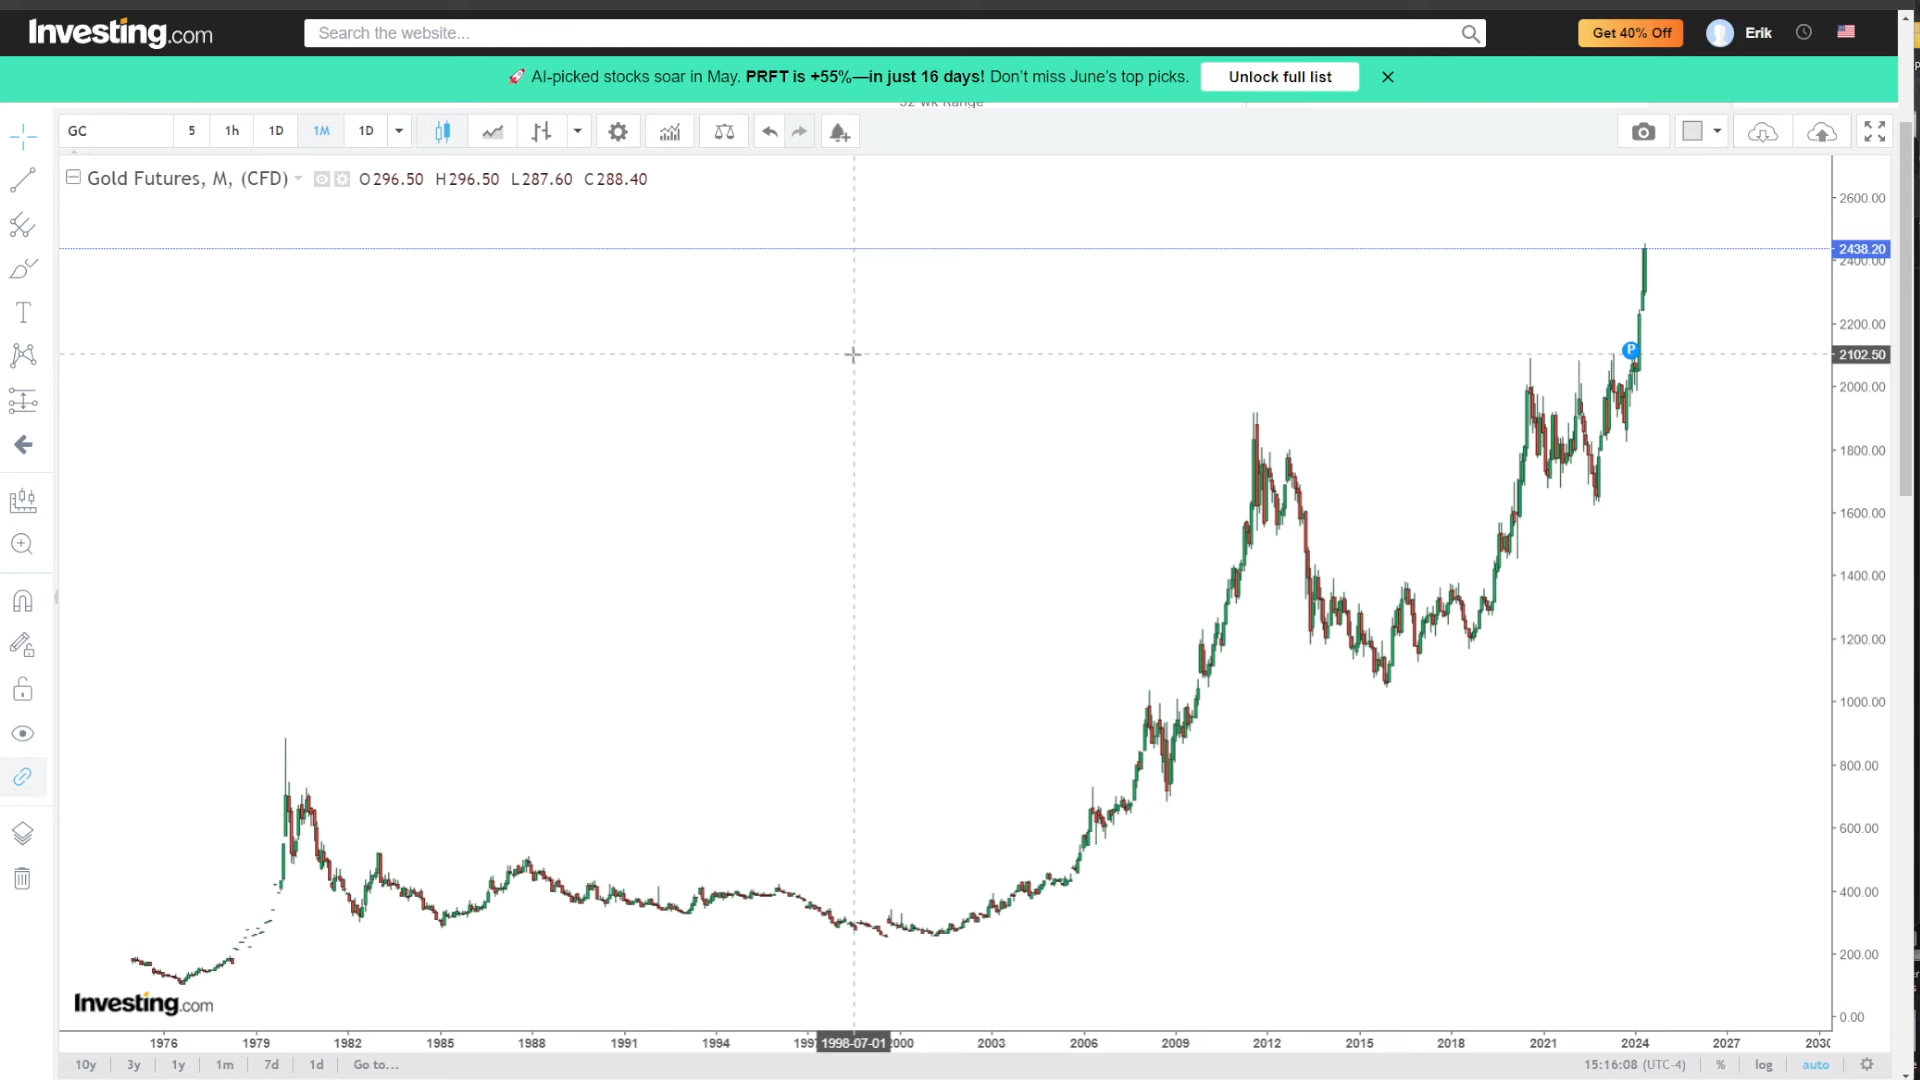 Investing.com
Search the website...
Get 40% Off
Erik
🚀 AI-picked stocks soar in May. PRFT is +55%—in just 16 days! Don't miss June's top picks.
Unlock full list
52 wk Range
GC 5 1h 1D 1M 1D
Gold Futures, M, (CFD) O296.50 H296.50 L287.60 C288.40
2600.00
2438.20
2400.00
2200.00
P
2102.50
2000.00
1800.00
1600.00
1400.00
1200.00
1000.00
800.00
600.00
400.00
200.00
0.00
Investing.com
1976 1979 1982 1985 1988 1991 1994 1998-07-01 2003 2006 2009 2012 2015 2018 2021 2024 2027
10y 3y 1y 1m 7d 1d Go to... 15:16:08 (UTC-4) % log auto